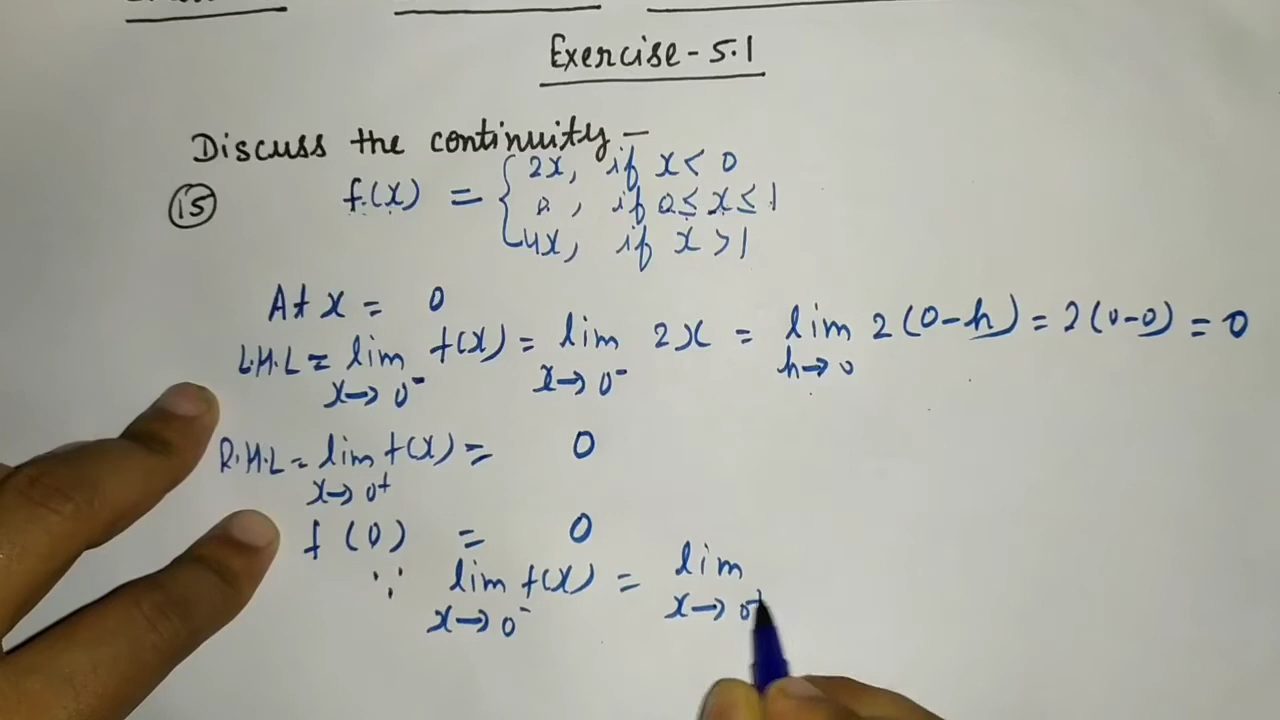 Exercise-5.1
Discuss the continuity-
(15) f(x) = { 2x, if x < 0
0, if 0 ≤ x ≤ 1
4x, if x > 1
At x = 0
L.H.L = lim x→0⁻ f(x) = lim x→0⁻ 2x = lim h→0 2(0-h) = 2(0-0) = 0
R.H.L = lim x→0+ f(x) = 0
f(0) = 0
∵ lim x→0⁻ f(x) = lim x→0+